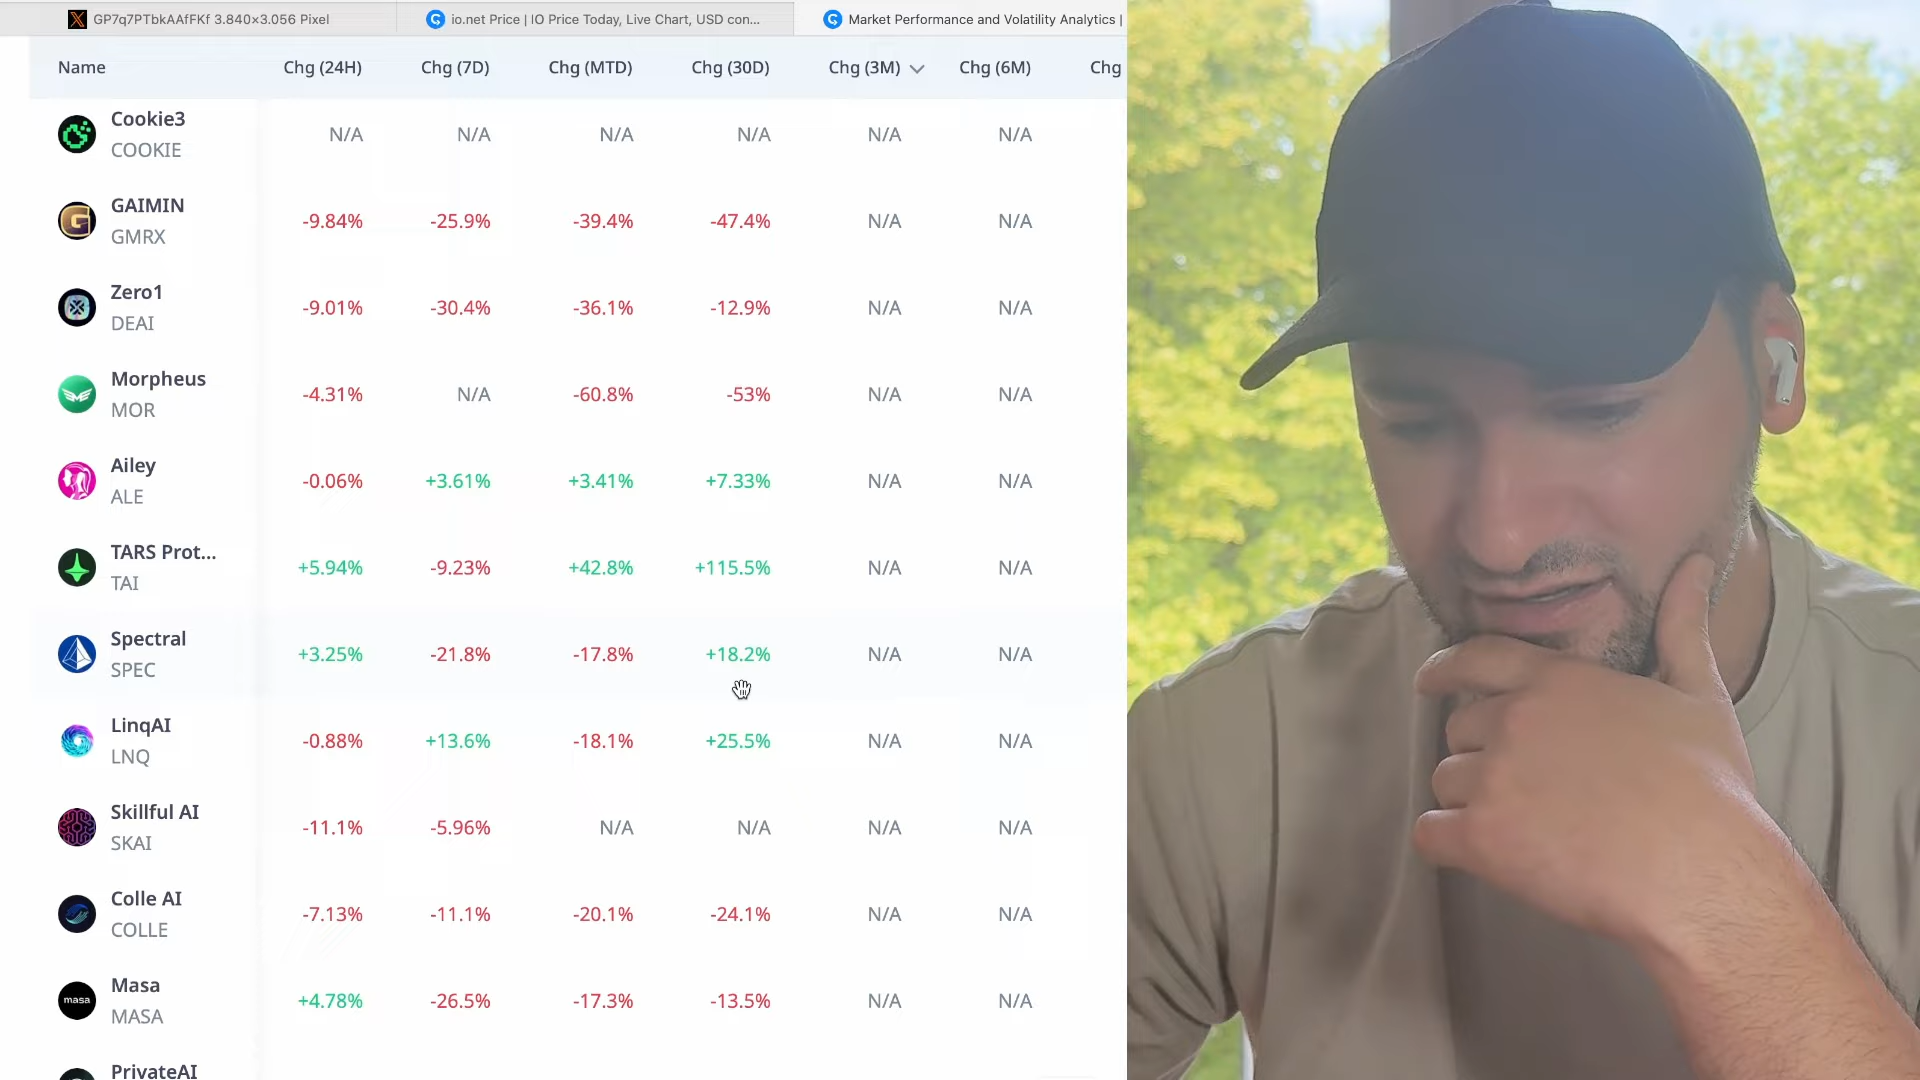 GP7q7PTbkAAfFKf 3.840×3.056 Pixel
io.net Price | IO Price Today, Live Chart, USD con...
Market Performance and Volatility Analytics |
Name Chg (24H) Chg (7D) Chg (MTD) Chg (30D) Chg (3M) Chg (6M) Chg
Cookie3
COOKIE
N/A N/A N/A N/A N/A N/A
GAIMIN
GMRX
-9.84% -25.9% -39.4% -47.4% N/A N/A
Zero1
DEAI
-9.01% -30.4% -36.1% -12.9% N/A N/A
Morpheus
MOR
-4.31% N/A -60.8% -53% N/A N/A
Ailey
ALE
-0.06% +3.61% +3.41% +7.33% N/A N/A
TARS Prot...
TAI
+5.94% -9.23% +42.8% +115.5% N/A N/A
Spectral
SPEC
+3.25% -21.8% -17.8% +18.2% N/A N/A
LinqAI
LNQ
-0.88% +13.6% -18.1% +25.5% N/A N/A
Skillful AI
SKAI
-11.1% -5.96% N/A N/A N/A N/A
Colle AI
COLLE
-7.13% -11.1% -20.1% -24.1% N/A N/A
masa
Masa
MASA
+4.78% -26.5% -17.3% -13.5% N/A N/A
PrivateAI